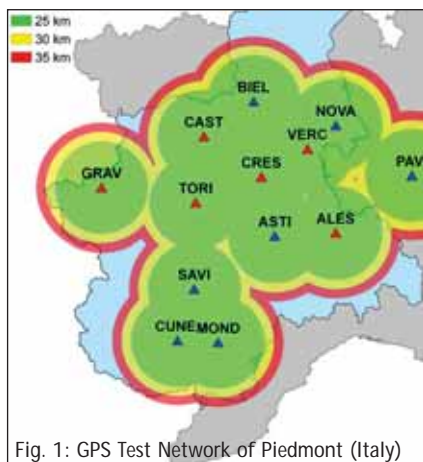 25 km
30 km
35 km
BIEL
NOVA
CAST
VERC
PAV
GRAV
CRES
TORI
ASTI
ALES
SAVI
CUNE
MOND
Fig. 1: GPS Test Network of Piedmont (Italy)